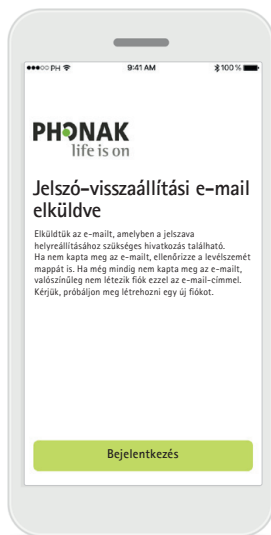 PH 9:41 AM 100 %
PHONAK
life is on
Jelszó-visszaállítási e-mail
elküldve
Elküldtük az e-mailt, amelyben a jelszava
helyreállításához szükséges hivatkozás található.
Ha nem kapta meg az e-mailt, ellenőrizze a levélszemét
mappát is. Ha még mindig nem kapta meg az e-mailt,
valószínűleg nem létezik fiók ezzel az e-mail-címmel.
Kérjük, próbáljon meg létrehozni egy új fiókot.
Bejelentkezés